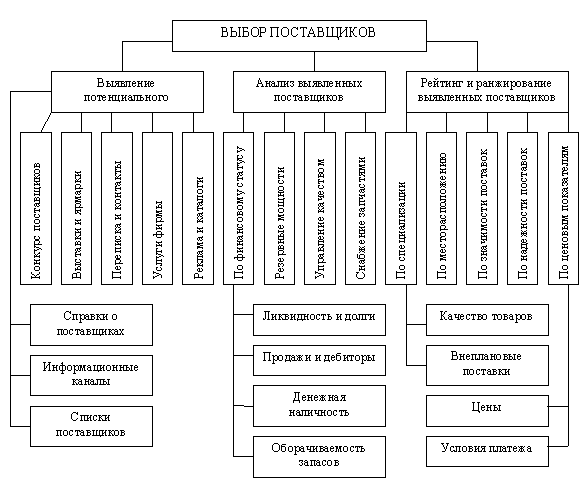 ВЫБОР ПОСТАВЩИКОВ
Выявление
потенциального
Анализ выявленных
поставщиков
Рейтинг и ранжирование
выявленных поставщиков
Конкурс поставщиков
Выставки и ярмарки
Переписка и контакты
Услуги фирмы
Реклама и каталоги
По финансовому статусу
Резервные мощности
Управление качеством
Снабжение запчастями
По специализации
По месторасположению
По значимости поставок
По надежности поставок
По ценовым показателям
Справки о
поставщиках
Информационные
каналы
Списки
поставщиков
Ликвидность и долги
Продажи и дебиторы
Денежная
наличность
Оборачиваемость
запасов
Качество товаров
Внеплановые
поставки
Цены
Условия платежа